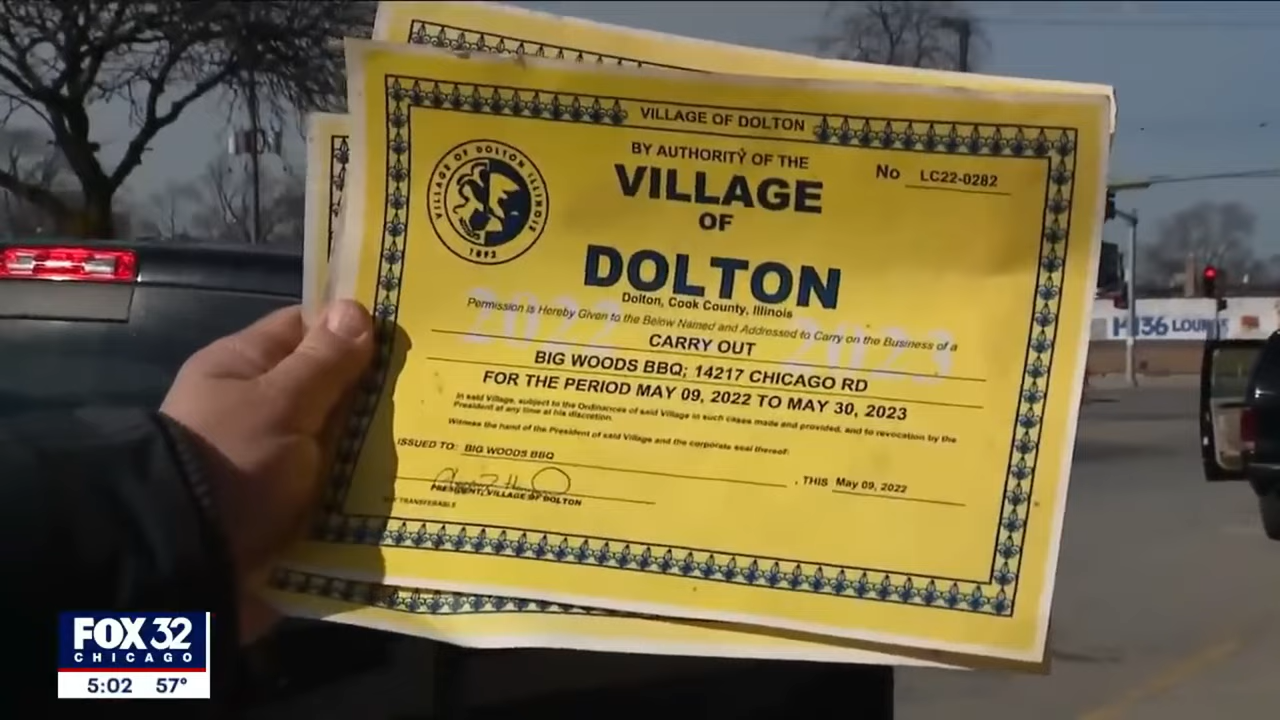 VILLAGE OF DOLTON
BY AUTHORITY OF THE
No LC22-0282
VILLAGE
OF
DOLTON
VILLAGE OF DOLTON ILLINOIS
1892
Dolton, Cook County, Illinois
2022 2023
Permission is Hereby Given to the Below Named and Addressed to Carry on the Business of a
CARRY OUT
BIG WOODS BBQ; 14217 CHICAGO RD
FOR THE PERIOD MAY 09, 2022 TO MAY 30, 2023
In said Village, subject to the Ordinances of said Village in such cases made and provided, and to revocation by the
President at any time at his discretion.
Witness the hand of the President of said Village and the corporate seal thereof:
ISSUED TO: BIG WOODS BBQ
, THIS May 09, 2022
PRESIDENT, VILLAGE OF DOLTON
NOT TRANSFERABLE
LOUNGE
FOX 32
CHICAGO
5:02 57°